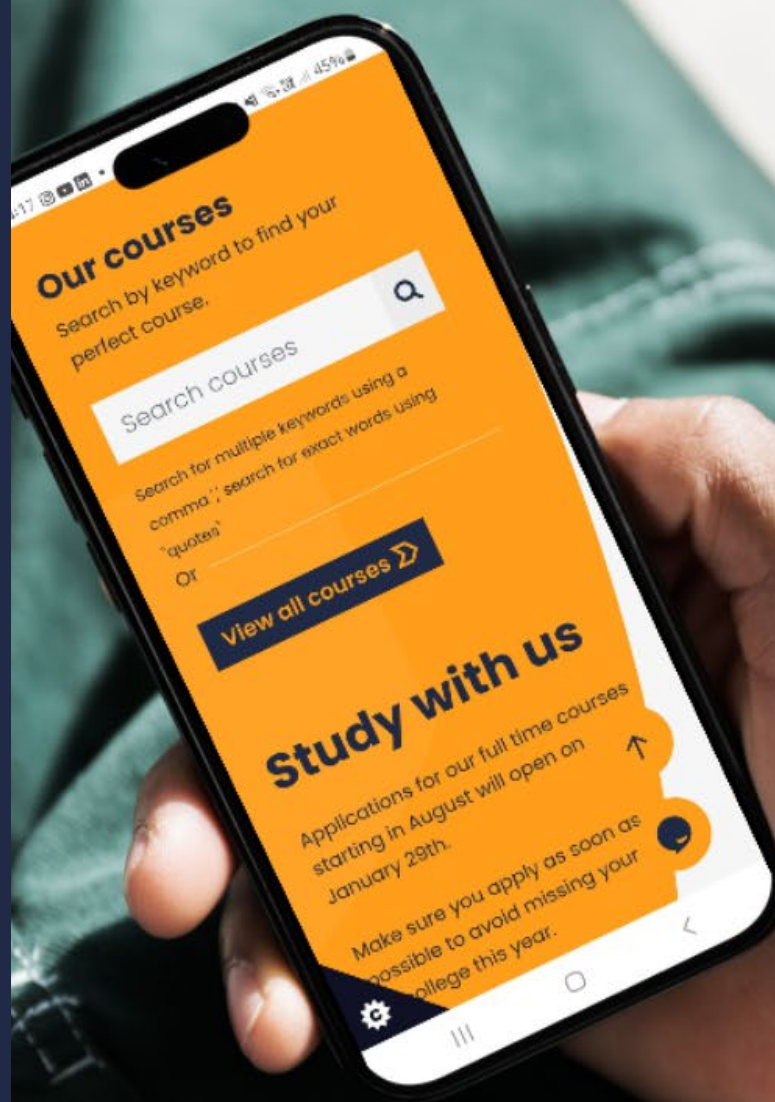 :17
45%
Our courses
Search by keyword to find your
perfect course.
Search courses
Search for multiple keywords using a
comma ',', search for exact words using
"quotes"
Or
View all courses
Study with us
Applications for our full time courses
starting in August will open on
January 29th.
Make sure you apply as soon as
possible to avoid missing your
ollege this year.